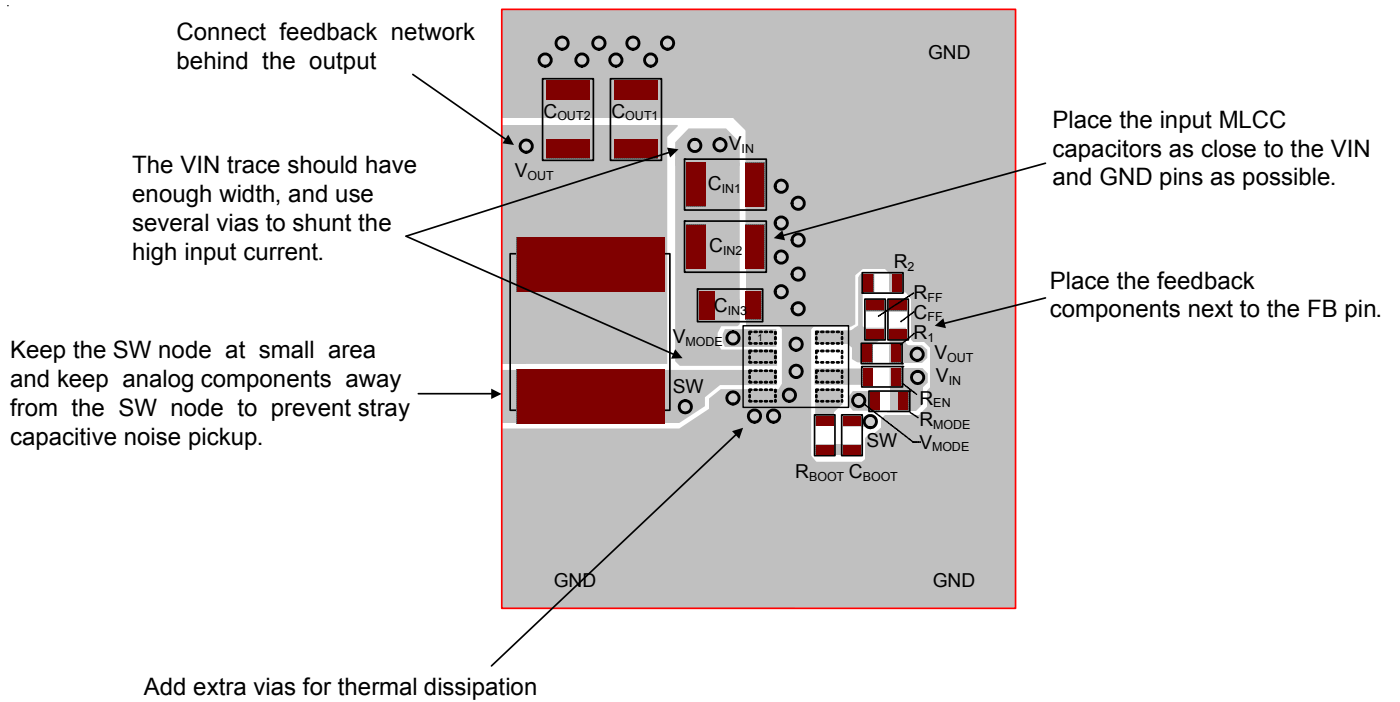 Connect feedback network
behind the output
GND
COUT2
COUT1
VOUT
VIN
The VIN trace should have
enough width, and use
several vias to shunt the
high input current.
CIN1
CIN2
CIN3
Place the input MLCC
capacitors as close to the VIN
and GND pins as possible.
R2
RFF
CFF
R1
Place the feedback
components next to the FB pin.
VMODE
1
VOUT
VIN
REN
RMODE
VMODE
Keep the SW node at small area
and keep analog components away
from the SW node to prevent stray
capacitive noise pickup.
SW
SW
RBOOT CBOOT
GND
GND
Add extra vias for thermal dissipation